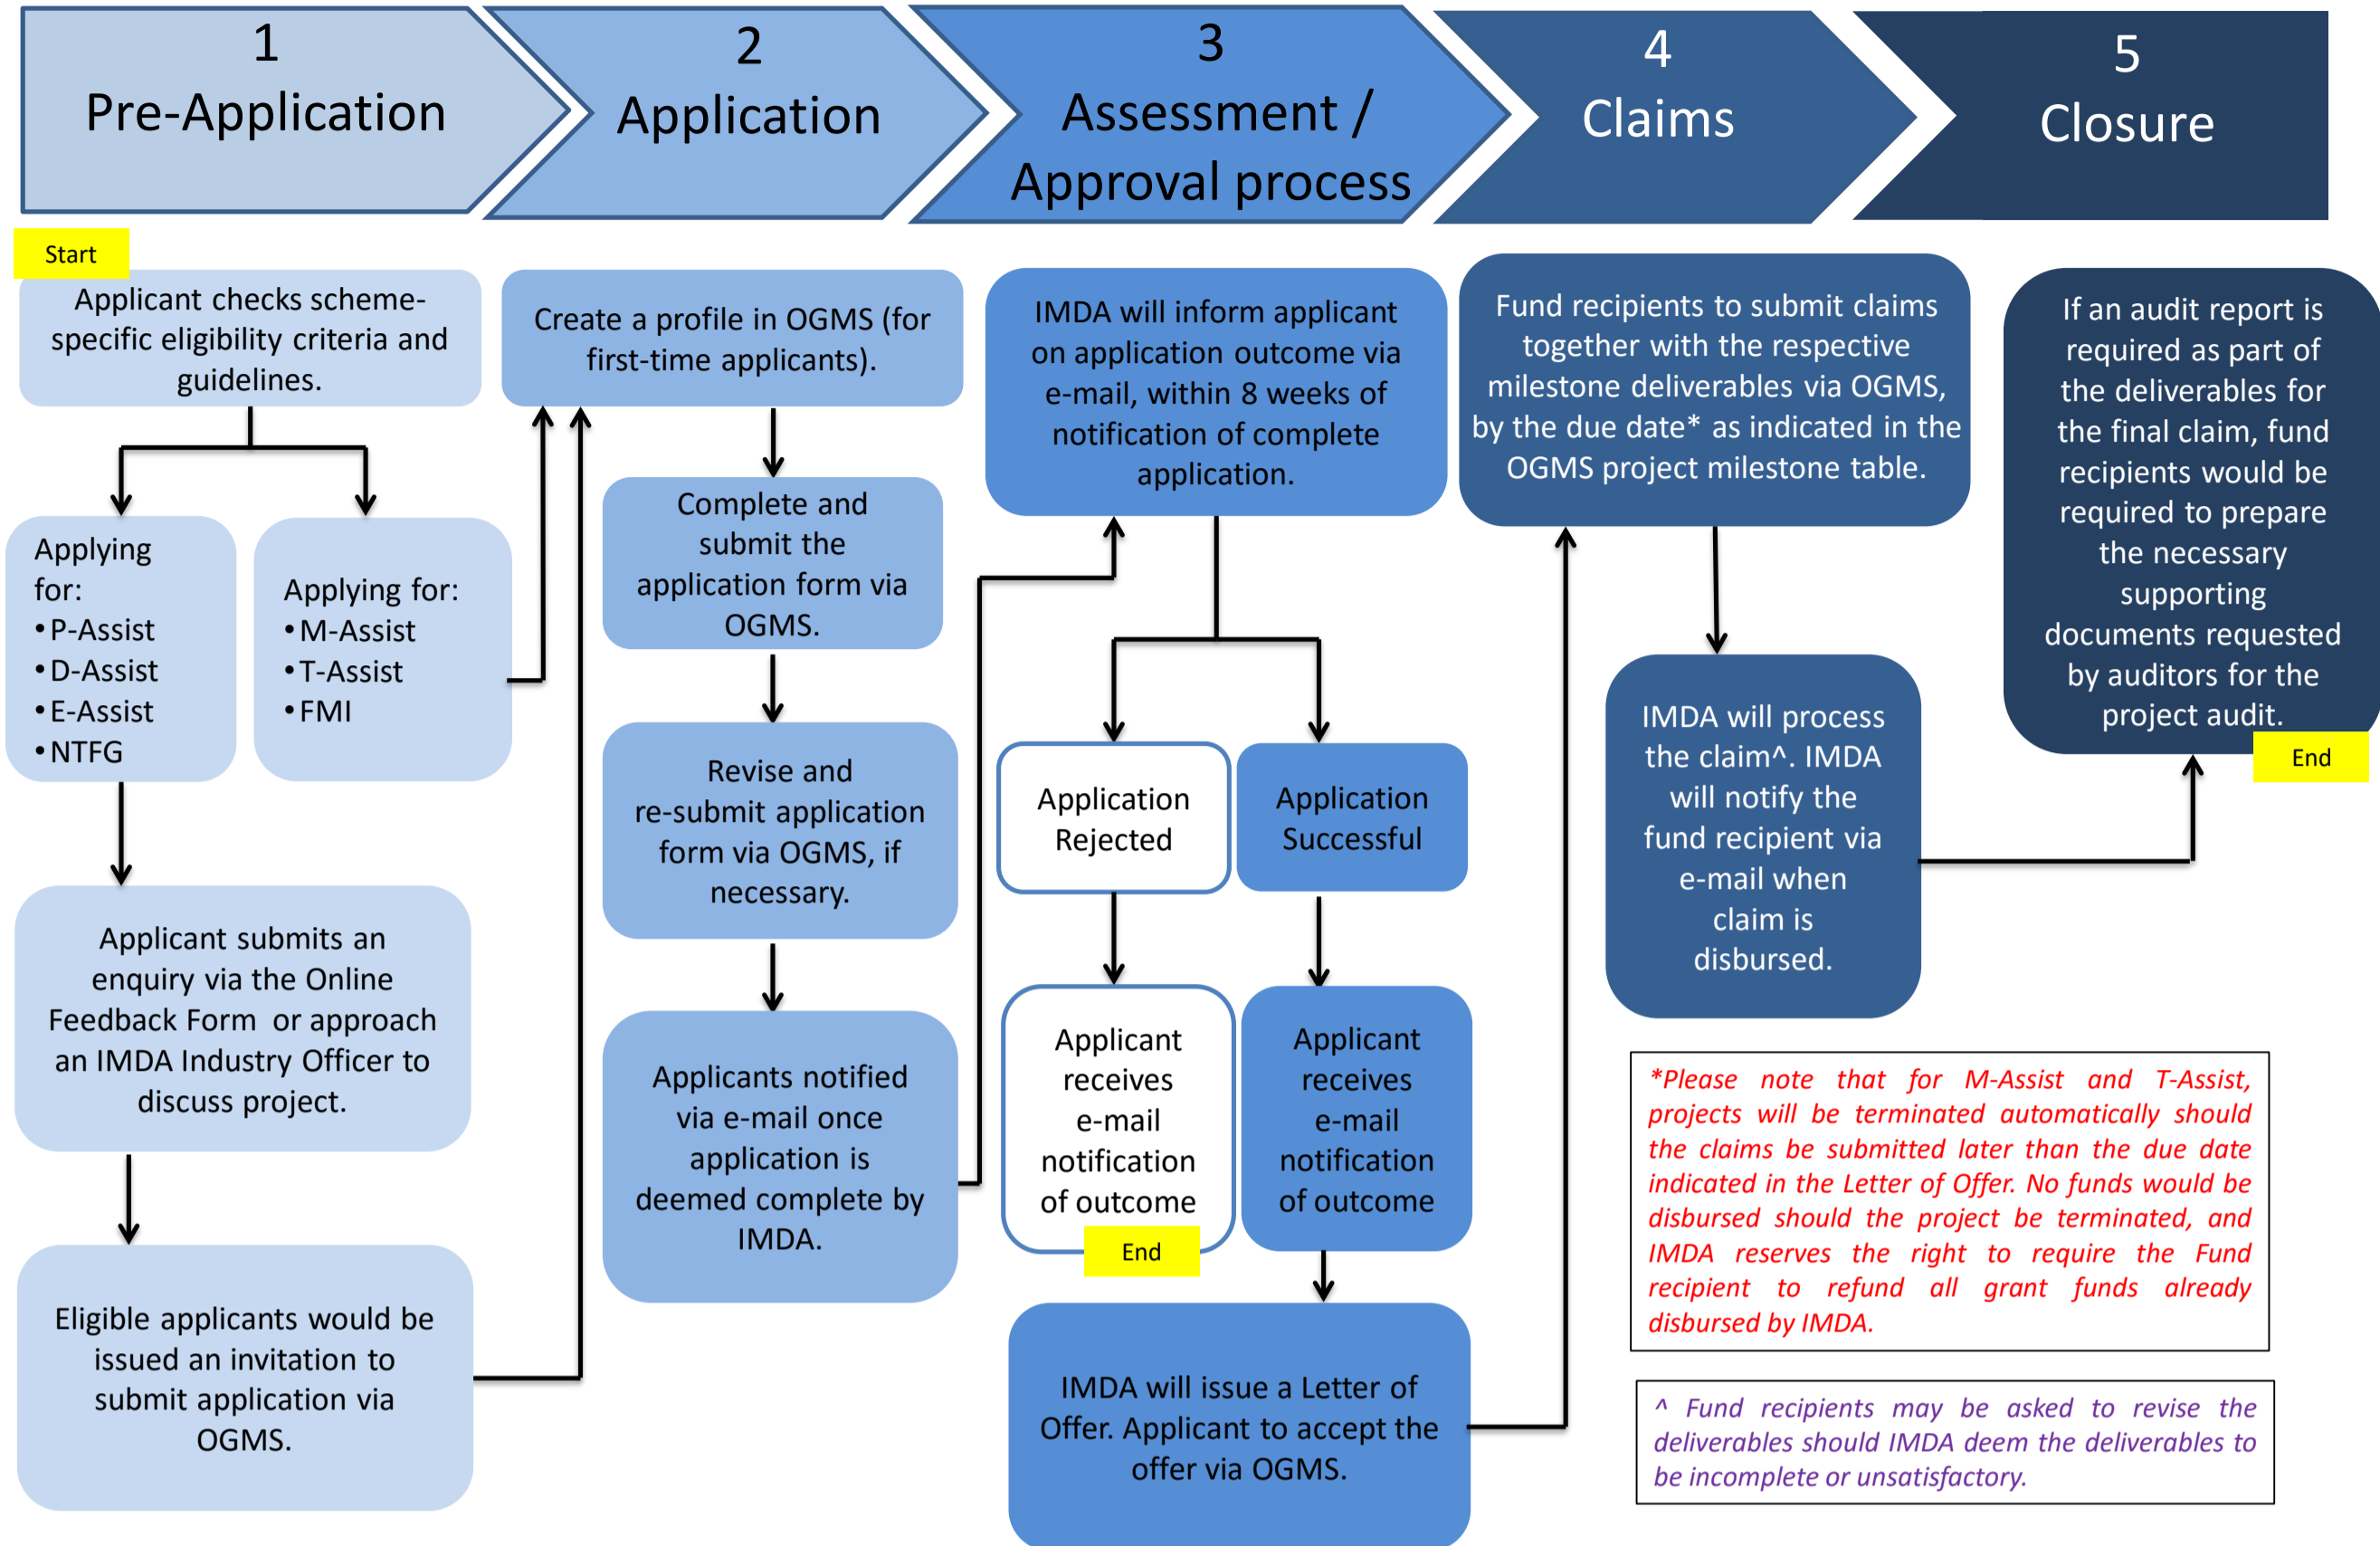 1
Pre-Application
2
Application
3
Assessment /
Approval process
4
Claims
5
Closure
Start
Applicant checks scheme-
specific eligibility criteria and
guidelines.
Applying
for:
•P-Assist
•D-Assist
•E-Assist
•NTFG
Applying for:
•M-Assist
•T-Assist
•FMI
Applicant submits an
enquiry via the Online
Feedback Form or approach
an IMDA Industry Officer to
discuss project.
Eligible applicants would be
issued an invitation to
submit application via
OGMS.
Create a profile in OGMS (for
first-time applicants).
Complete and
submit the
application form via
OGMS.
Revise and
re-submit application
form via OGMS, if
necessary.
Applicants notified
via e-mail once
application is
deemed complete by
IMDA.
IMDA will inform applicant
on application outcome via
e-mail, within 8 weeks of
notification of complete
application.
Application
Rejected
Application
Successful
Applicant
receives
e-mail
notification
of outcome
End
Applicant
receives
e-mail
notification
of outcome
IMDA will issue a Letter of
Offer. Applicant to accept the
offer via OGMS.
Fund recipients to submit claims
together with the respective
milestone deliverables via OGMS,
by the due date* as indicated in the
OGMS project milestone table.
IMDA will process
the claim^. IMDA
will notify the
fund recipient via
e-mail when
claim is
disbursed.
If an audit report is
required as part of
the deliverables for
the final claim, fund
recipients would be
required to prepare
the necessary
supporting
documents requested
by auditors for the
project audit.
End
*Please note that for M-Assist and T-Assist,
projects will be terminated automatically should
the claims be submitted later than the due date
indicated in the Letter of Offer. No funds would be
disbursed should the project be terminated, and
IMDA reserves the right to require the Fund
recipient to refund all grant funds already
disbursed by IMDA.
^ Fund recipients may be asked to revise the
deliverables should IMDA deem the deliverables to
be incomplete or unsatisfactory.